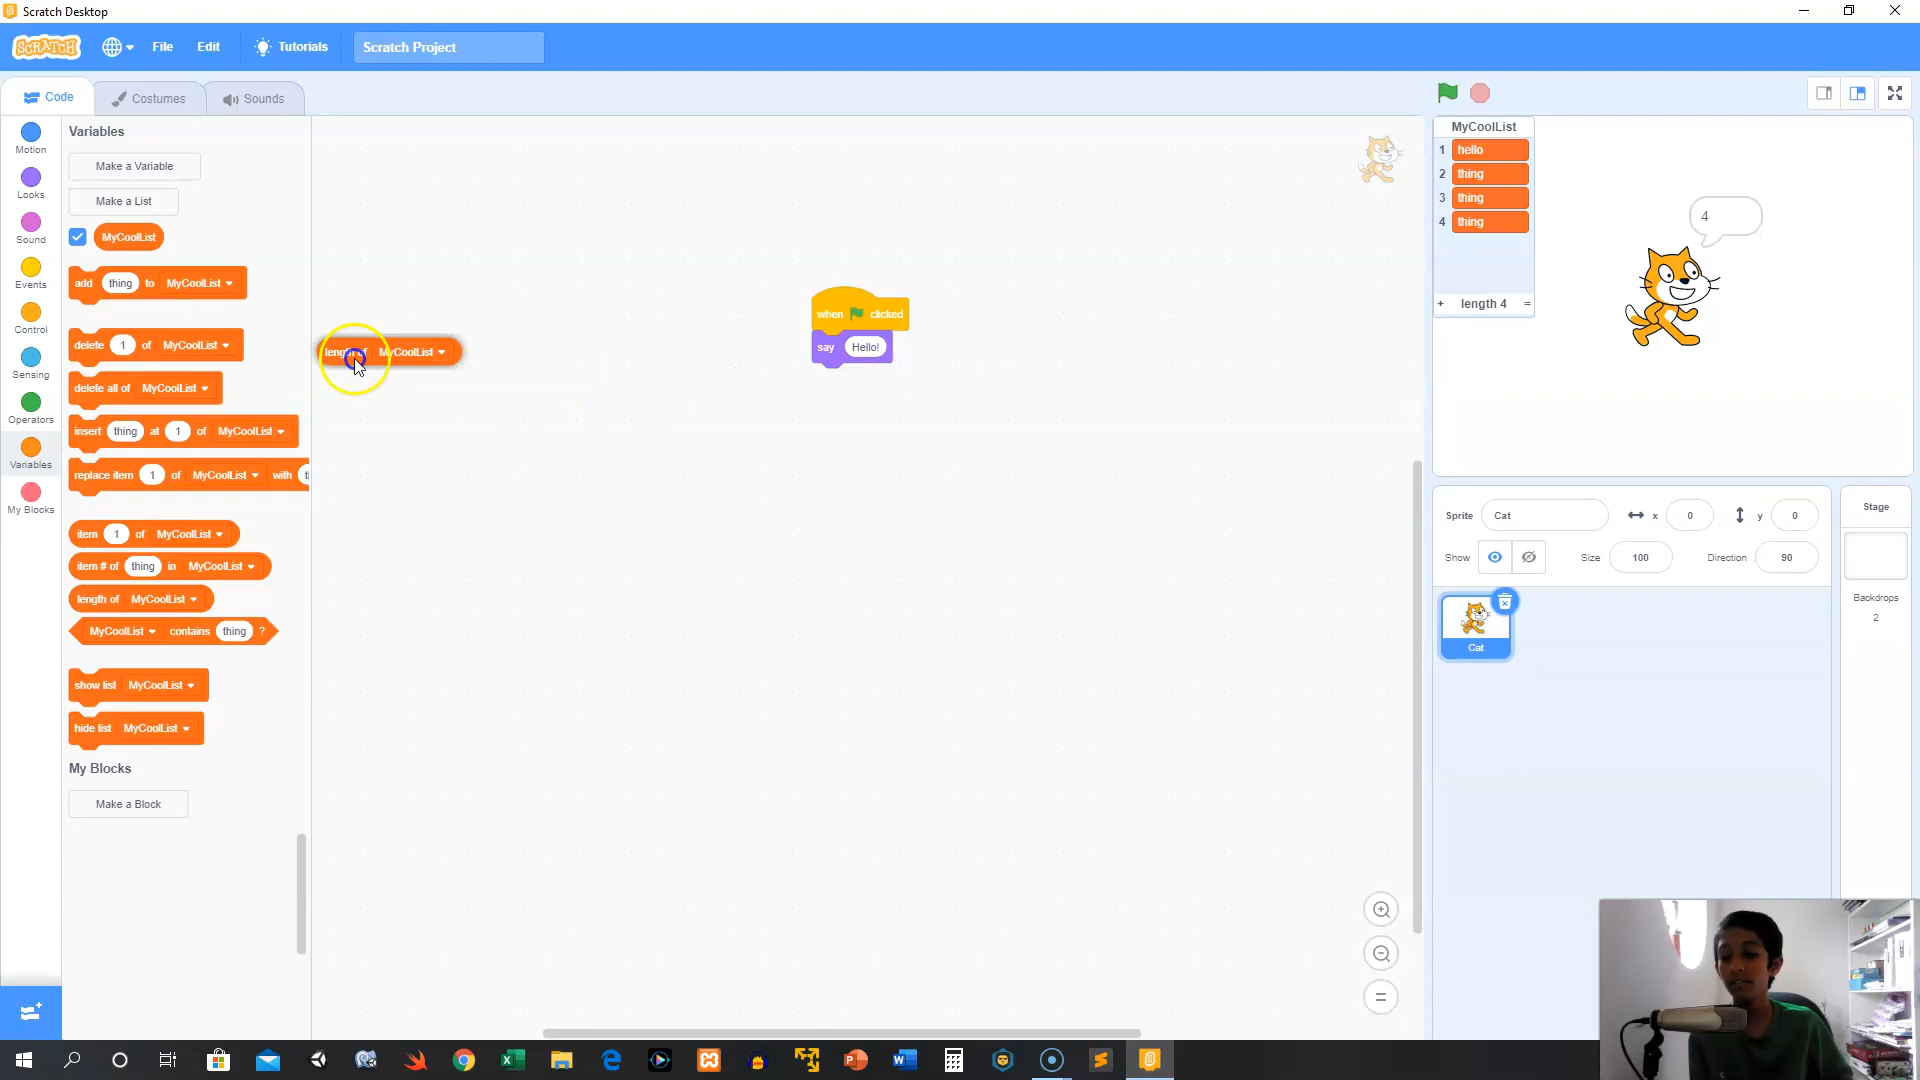 Scratch Desktop
SCRATCH File Edit Tutorials Scratch Project
Code Costumes Sounds
Motion
Looks
Sound
Events
Control
Sensing
Operators
Variables
My Blocks
Variables
Make a Variable
Make a List
MyCoolList
add thing to MyCoolList
delete 1 of MyCoolList
delete all of MyCoolList
insert thing at 1 of MyCoolList
replace item 1 of MyCoolList with
item 1 of MyCoolList
item # of thing in MyCoolList
length of MyCoolList
MyCoolList contains thing ?
show list MyCoolList
hide list MyCoolList
My Blocks
Make a Block
length of MyCoolList
when clicked
say Hello!
MyCoolList
1 hello
2 thing
3 thing
4 thing
+ length 4 =
4
Sprite Cat x 0 y 0
Show Size 100 Direction 90
Cat
Stage
Backdrops
2